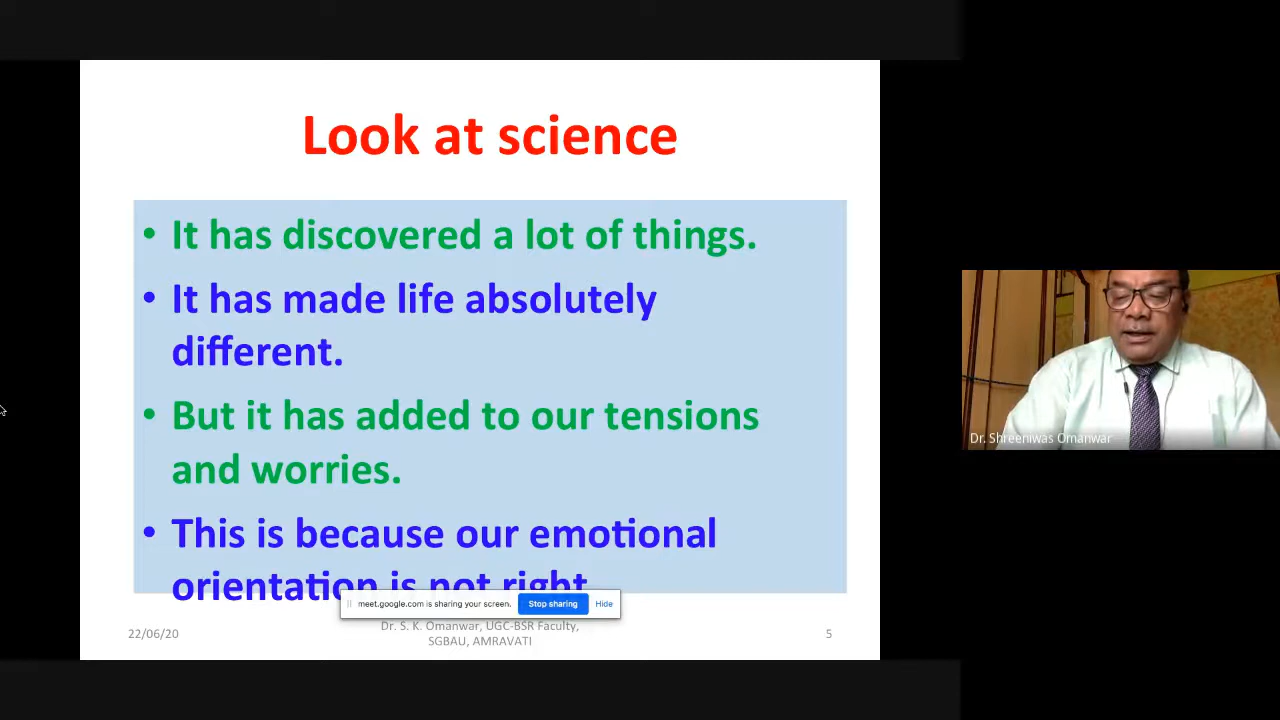 Look at science
• It has discovered a lot of things.
• It has made life absolutely
different.
• But it has added to our tensions
and worries.
• This is because our emotional
orientation is not right
meet.google.com is sharing your screen. Stop sharing Hide
22/06/20
Dr. S. K. Omanwar, UGC-BSR Faculty,
SGBAU, AMRAVATI
5
Dr. Shreeniwas Omanwar